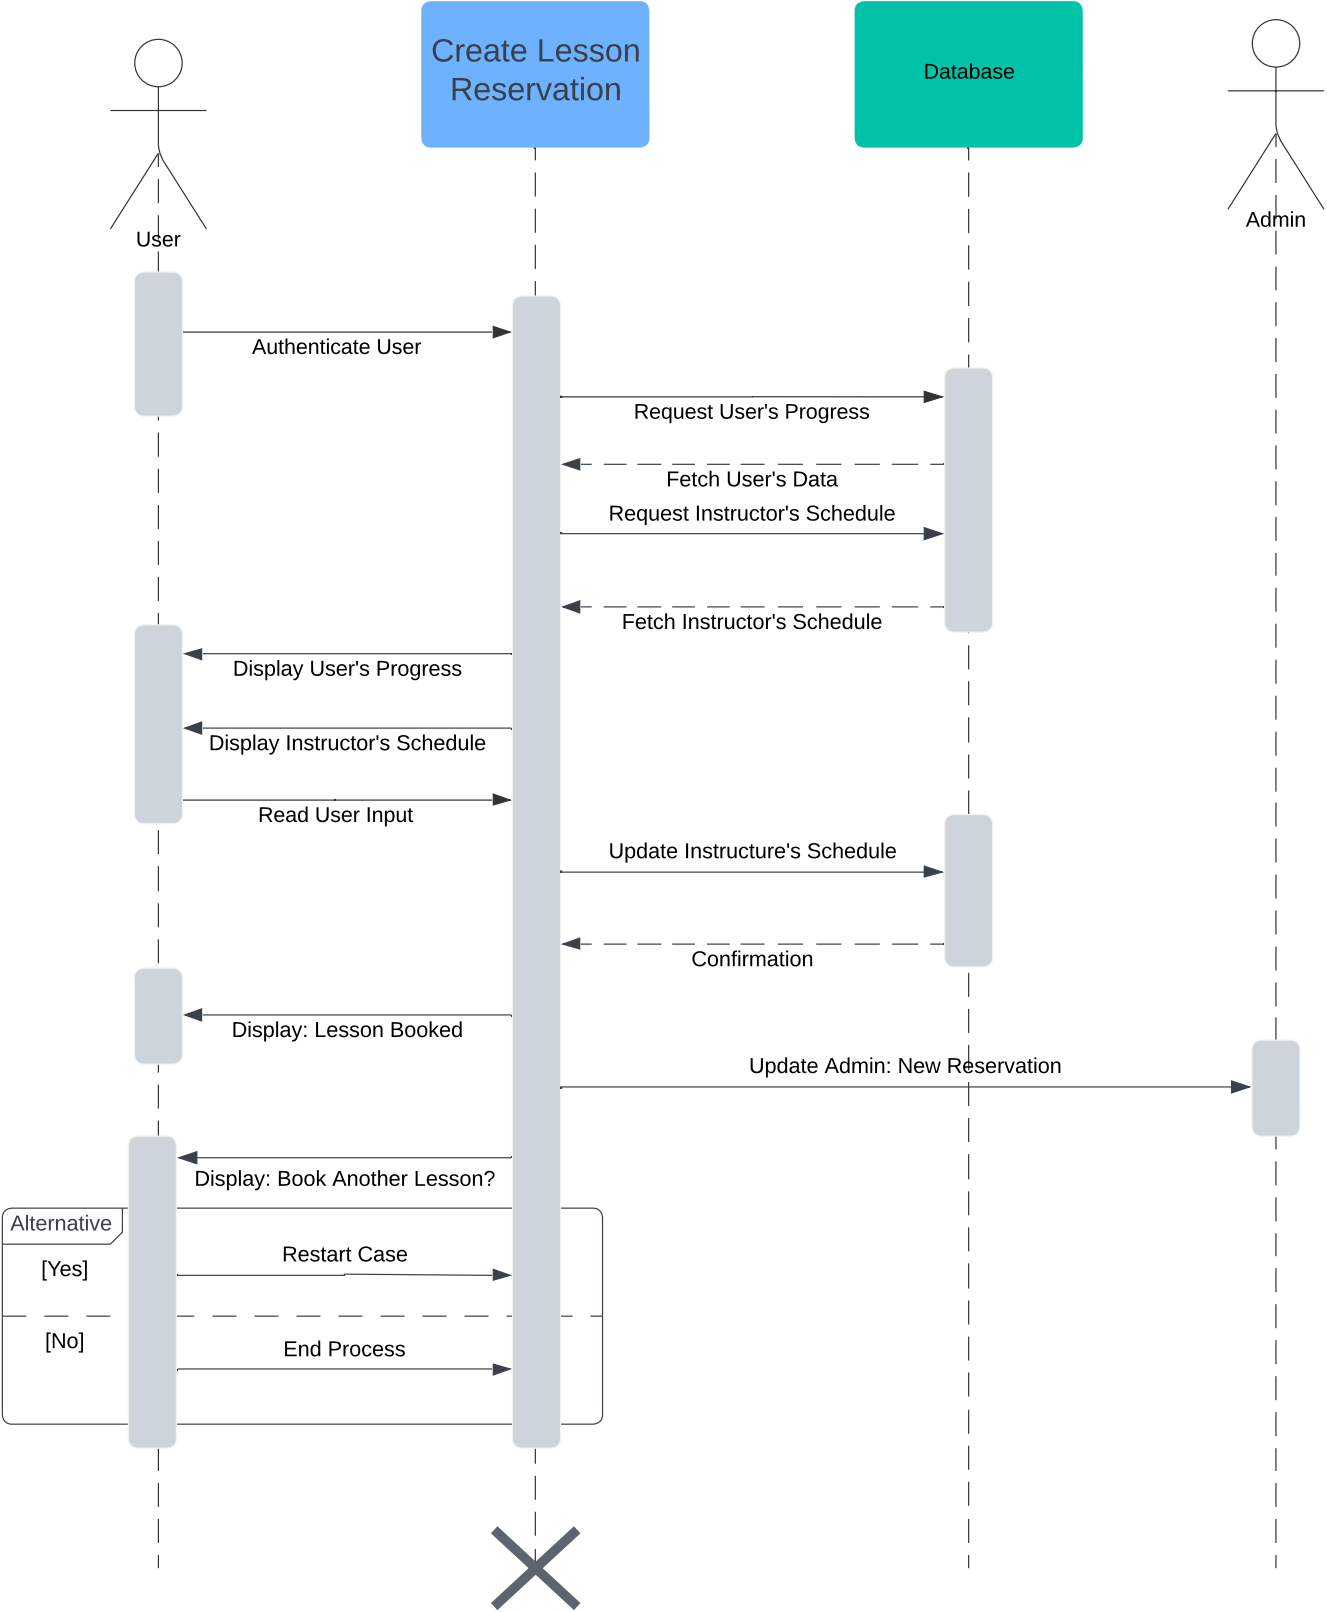 Create Lesson
Reservation
Database
User
Admin
Authenticate User
Request User's Progress
Fetch User's Data
Request Instructor's Schedule
Fetch Instructor's Schedule
Display User's Progress
Display Instructor's Schedule
Read User Input
Update Instructure's Schedule
Confirmation
Display: Lesson Booked
Update Admin: New Reservation
Display: Book Another Lesson?
Alternative
Restart Case
[Yes]
[No]
End Process